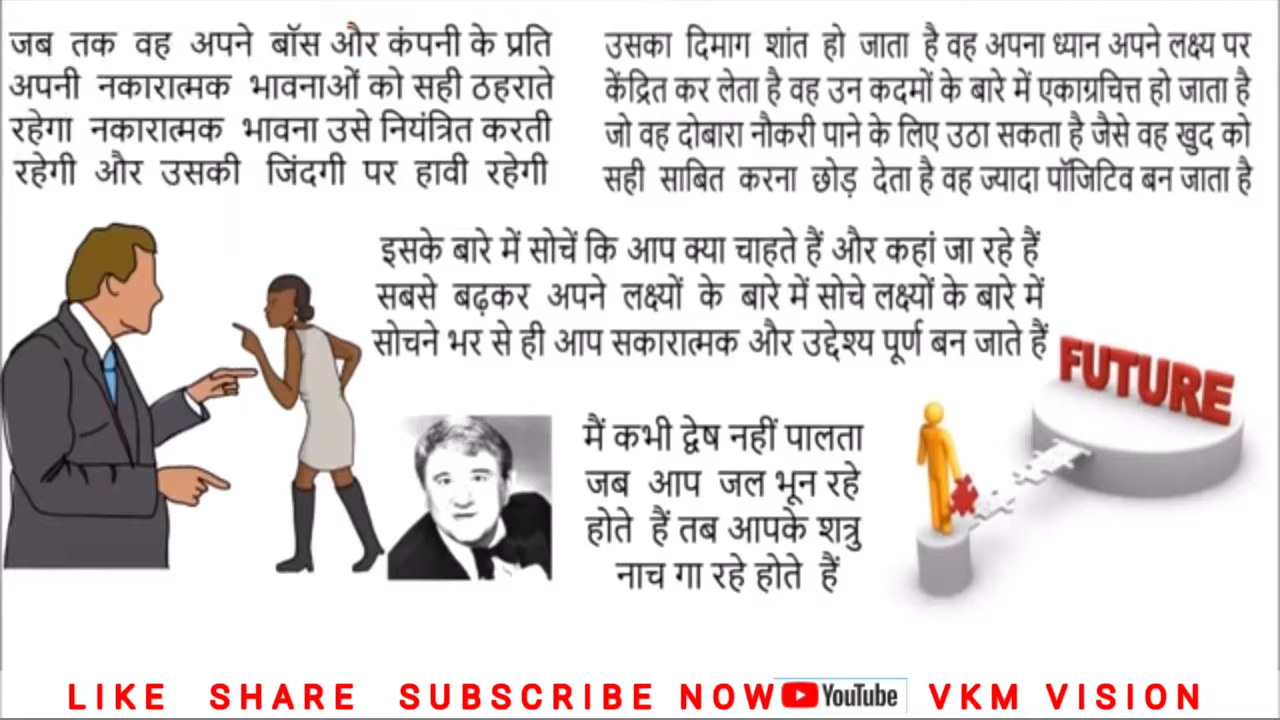 जब तक वह अपने बॉस और कंपनी के प्रति
अपनी नकारात्मक भावनाओं को सही ठहराते
रहेगा नकारात्मक भावना उसे नियंत्रित करती
रहेगी और उसकी जिंदगी पर हावी रहेगी
उसका दिमाग शांत हो जाता है वह अपना ध्यान अपने लक्ष्य पर
केंद्रित कर लेता है वह उन कदमों के बारे में एकाग्रचित्त हो जाता है
जो वह दोबारा नौकरी पाने के लिए उठा सकता है जैसे वह खुद को
सही साबित करना छोड़ देता है वह ज्यादा पॉजिटिव बन जाता है
इसके बारे में सोचें कि आप क्या चाहते हैं और कहां जा रहे हैं
सबसे बढ़कर अपने लक्ष्यों के बारे में सोचे लक्ष्यों के बारे में
सोचने भर से ही आप सकारात्मक और उद्देश्य पूर्ण बन जाते हैं
FUTURE
मैं कभी द्वेष नहीं पालता
जब आप जल भून रहे
होते हैं तब आपके शत्रु
नाच गा रहे होते हैं
LIKE SHARE SUBSCRIBE NOW YouTube VKM VISION